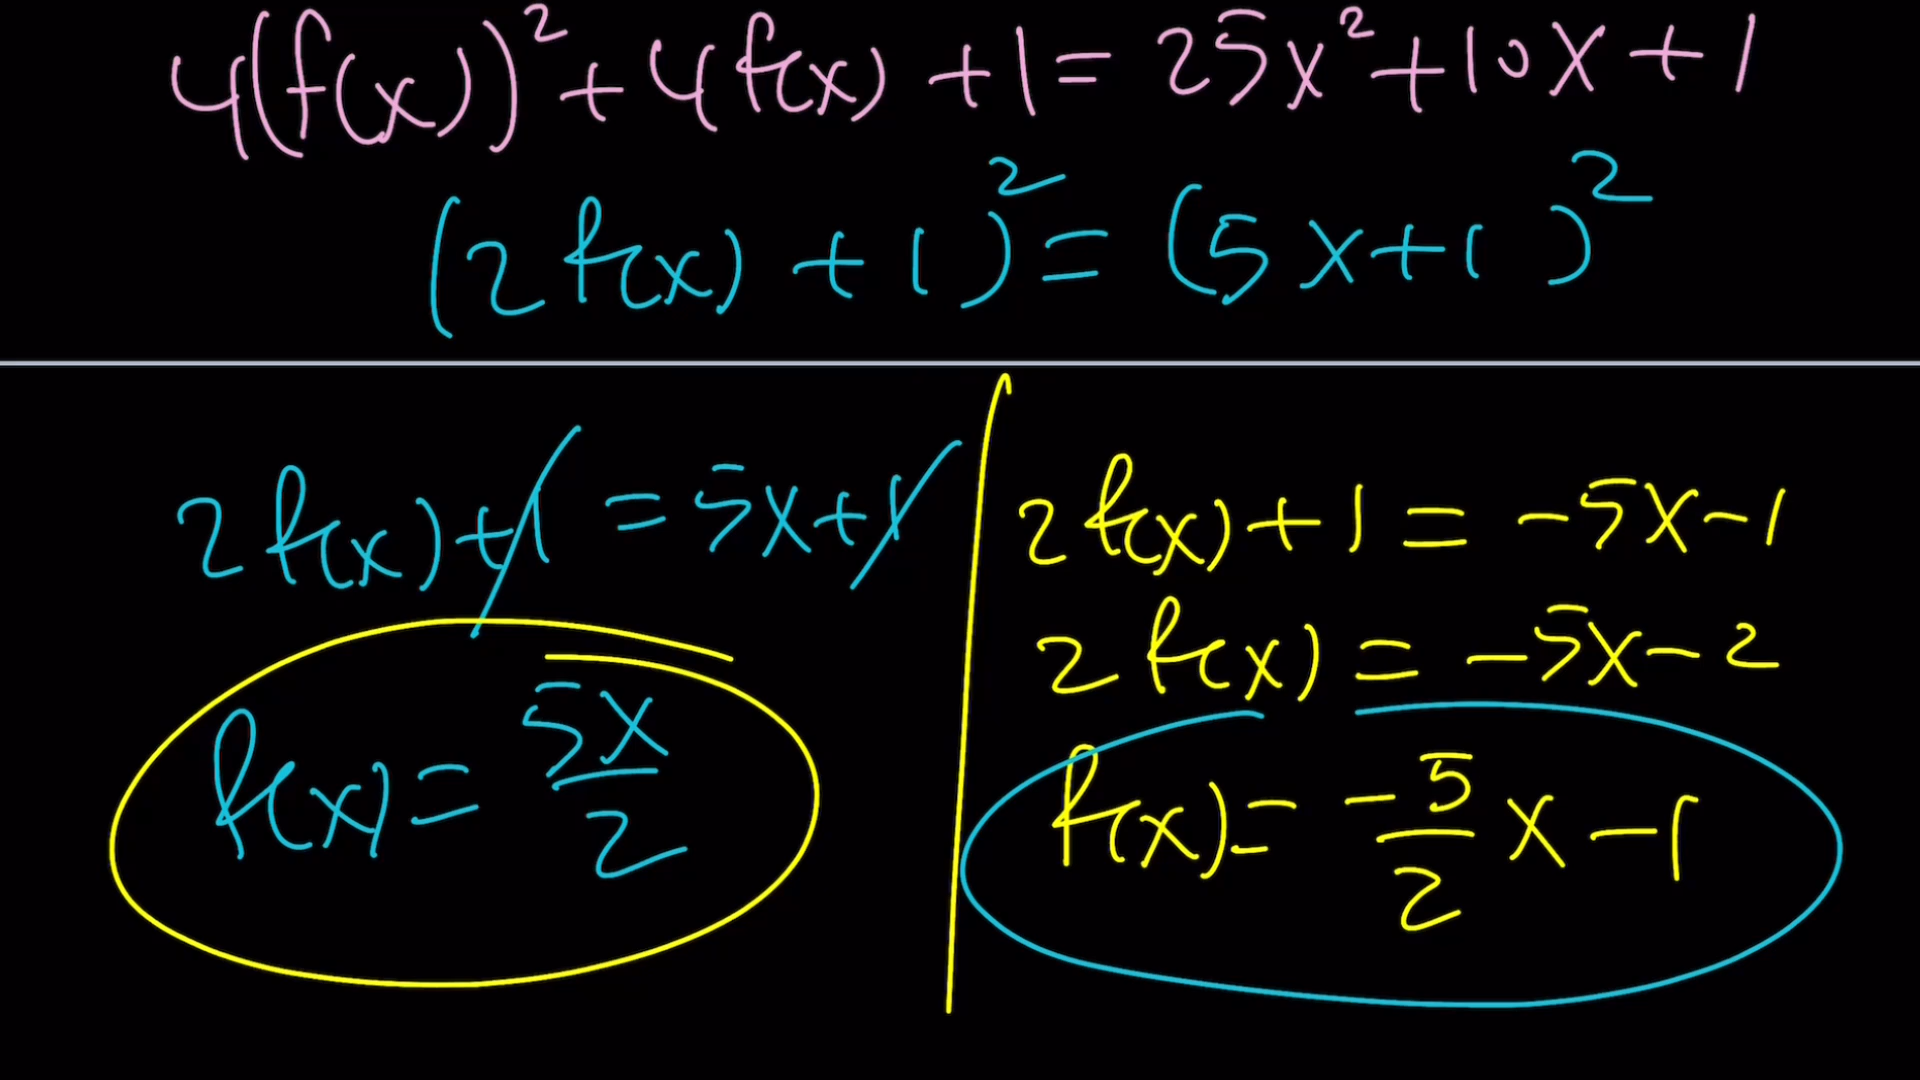 4(f(x))² + 4f(x) + 1 = 25x² + 10x + 1
(2f(x) + 1)² = (5x + 1)²
2f(x) + 1 = 5x + 1
f(x) = 5x/2
2f(x) + 1 = -5x - 1
2f(x) = -5x - 2
f(x) = -5/2 x - 1